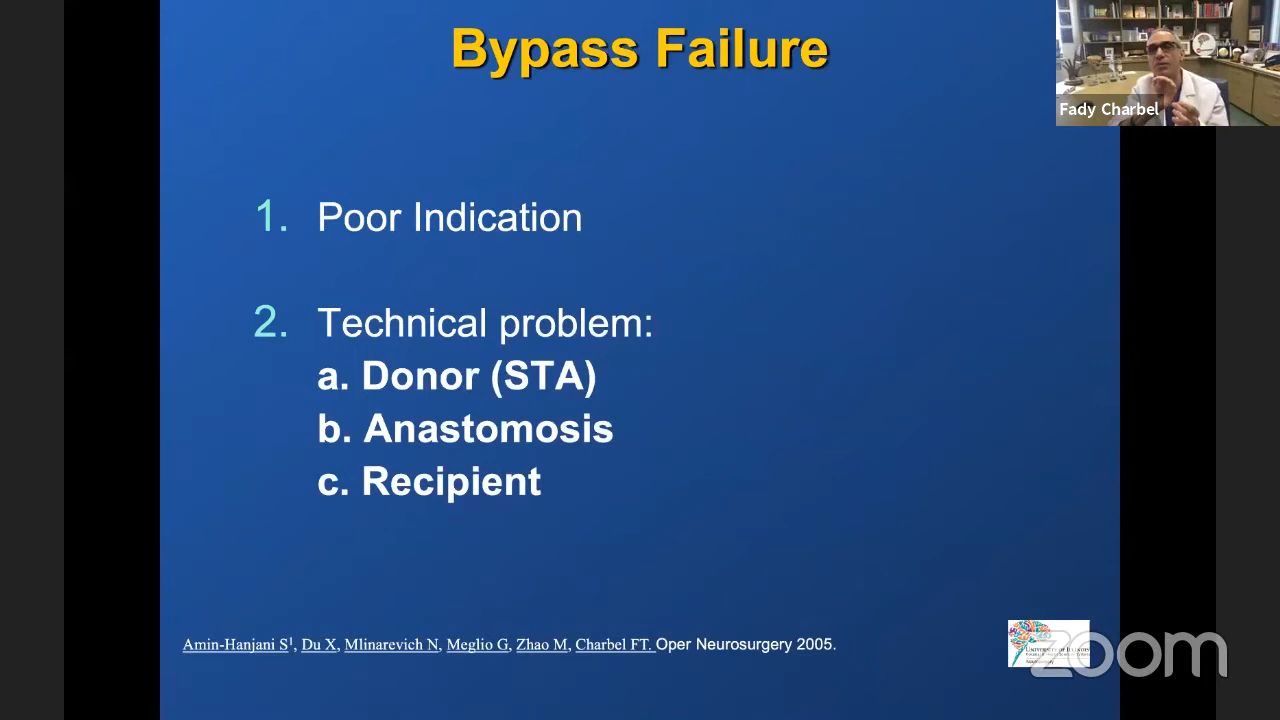 Bypass Failure
Fady Charbel
1. Poor Indication
2. Technical problem:
a. Donor (STA)
b. Anastomosis
c. Recipient
Amin-Hanjani S¹, Du X, Mlinarevich N, Meglio G, Zhao M, Charbel FT. Oper Neurosurgery 2005.
zoom